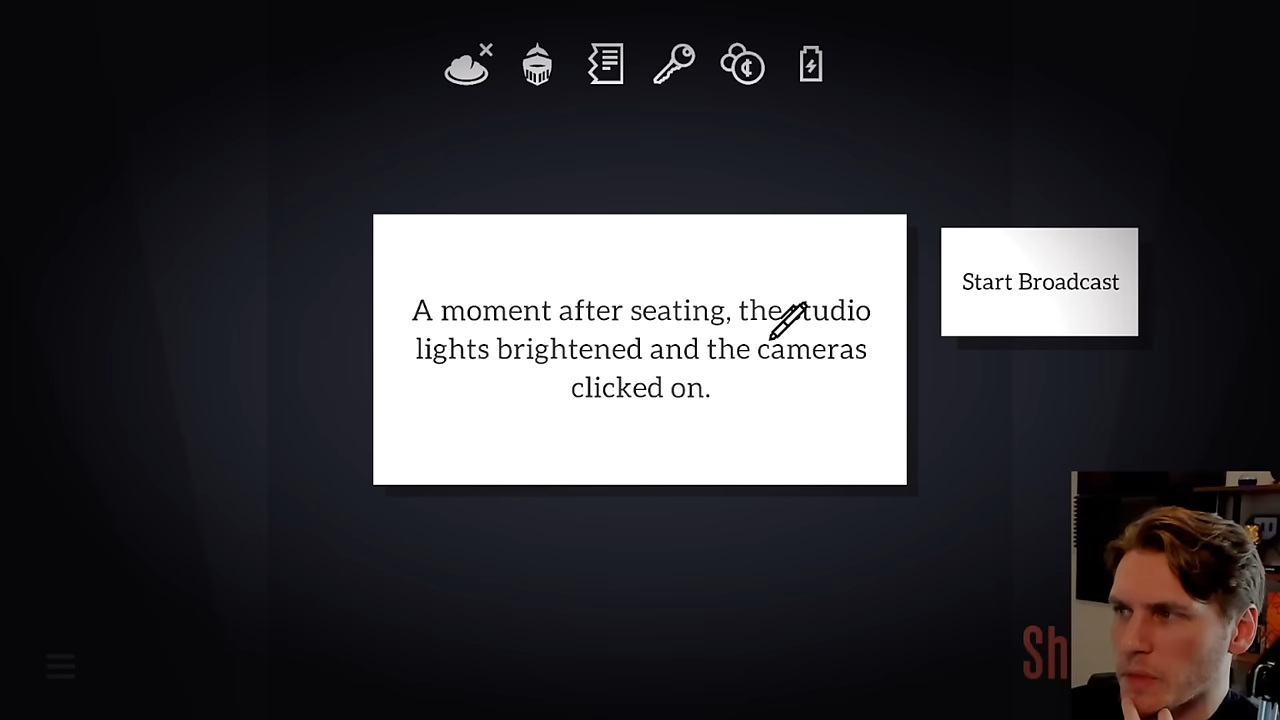 A moment after seating, the studio
lights brightened and the cameras
clicked on.
Start Broadcast
Sh